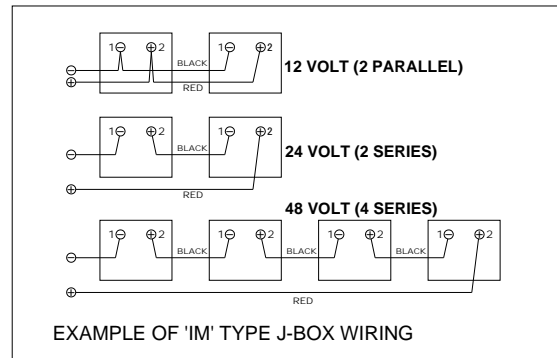 1⊖ ⊕2 1⊖ ⊕2
⊖ BLACK 12 VOLT (2 PARALLEL)
⊕ RED
1⊖ ⊕2 1⊖ ⊕2
⊖ BLACK 24 VOLT (2 SERIES)
⊕ RED
48 VOLT (4 SERIES)
1⊖ ⊕2 1⊖ ⊕2 1⊖ ⊕2 1⊖ ⊕2
⊖ BLACK BLACK BLACK
⊕ RED
EXAMPLE OF 'IM' TYPE J-BOX WIRING